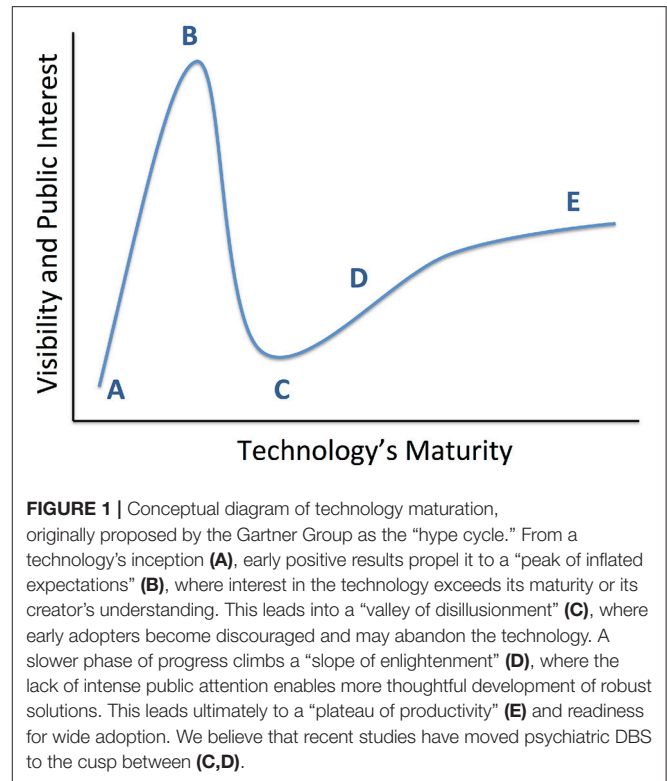 B
Visibility and Public Interest
E
D
A
C
Technology's Maturity
FIGURE 1 | Conceptual diagram of technology maturation,
originally proposed by the Gartner Group as the “hype cycle.” From a
technology’s inception (A), early positive results propel it to a “peak of inflated
expectations” (B), where interest in the technology exceeds its maturity or its
creator’s understanding. This leads into a “valley of disillusionment” (C), where
early adopters become discouraged and may abandon the technology. A
slower phase of progress climbs a “slope of enlightenment” (D), where the
lack of intense public attention enables more thoughtful development of robust
solutions. This leads ultimately to a “plateau of productivity” (E) and readiness
for wide adoption. We believe that recent studies have moved psychiatric DBS
to the cusp between (C,D).